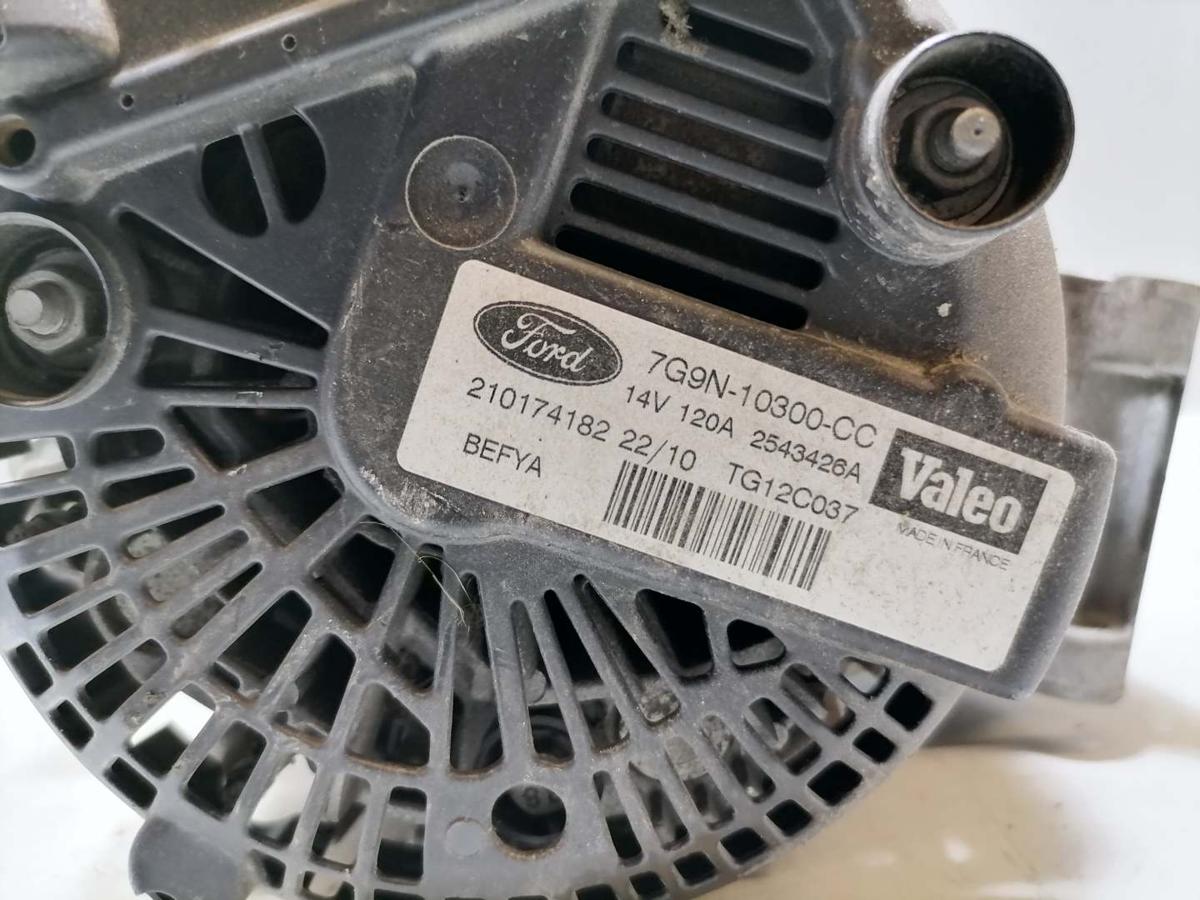 Ford
7G9N-10300-CC
14V 120A 2543426A
210174182 22/10 TG12C037
BEFYA
Valeo
MADE IN FRANCE